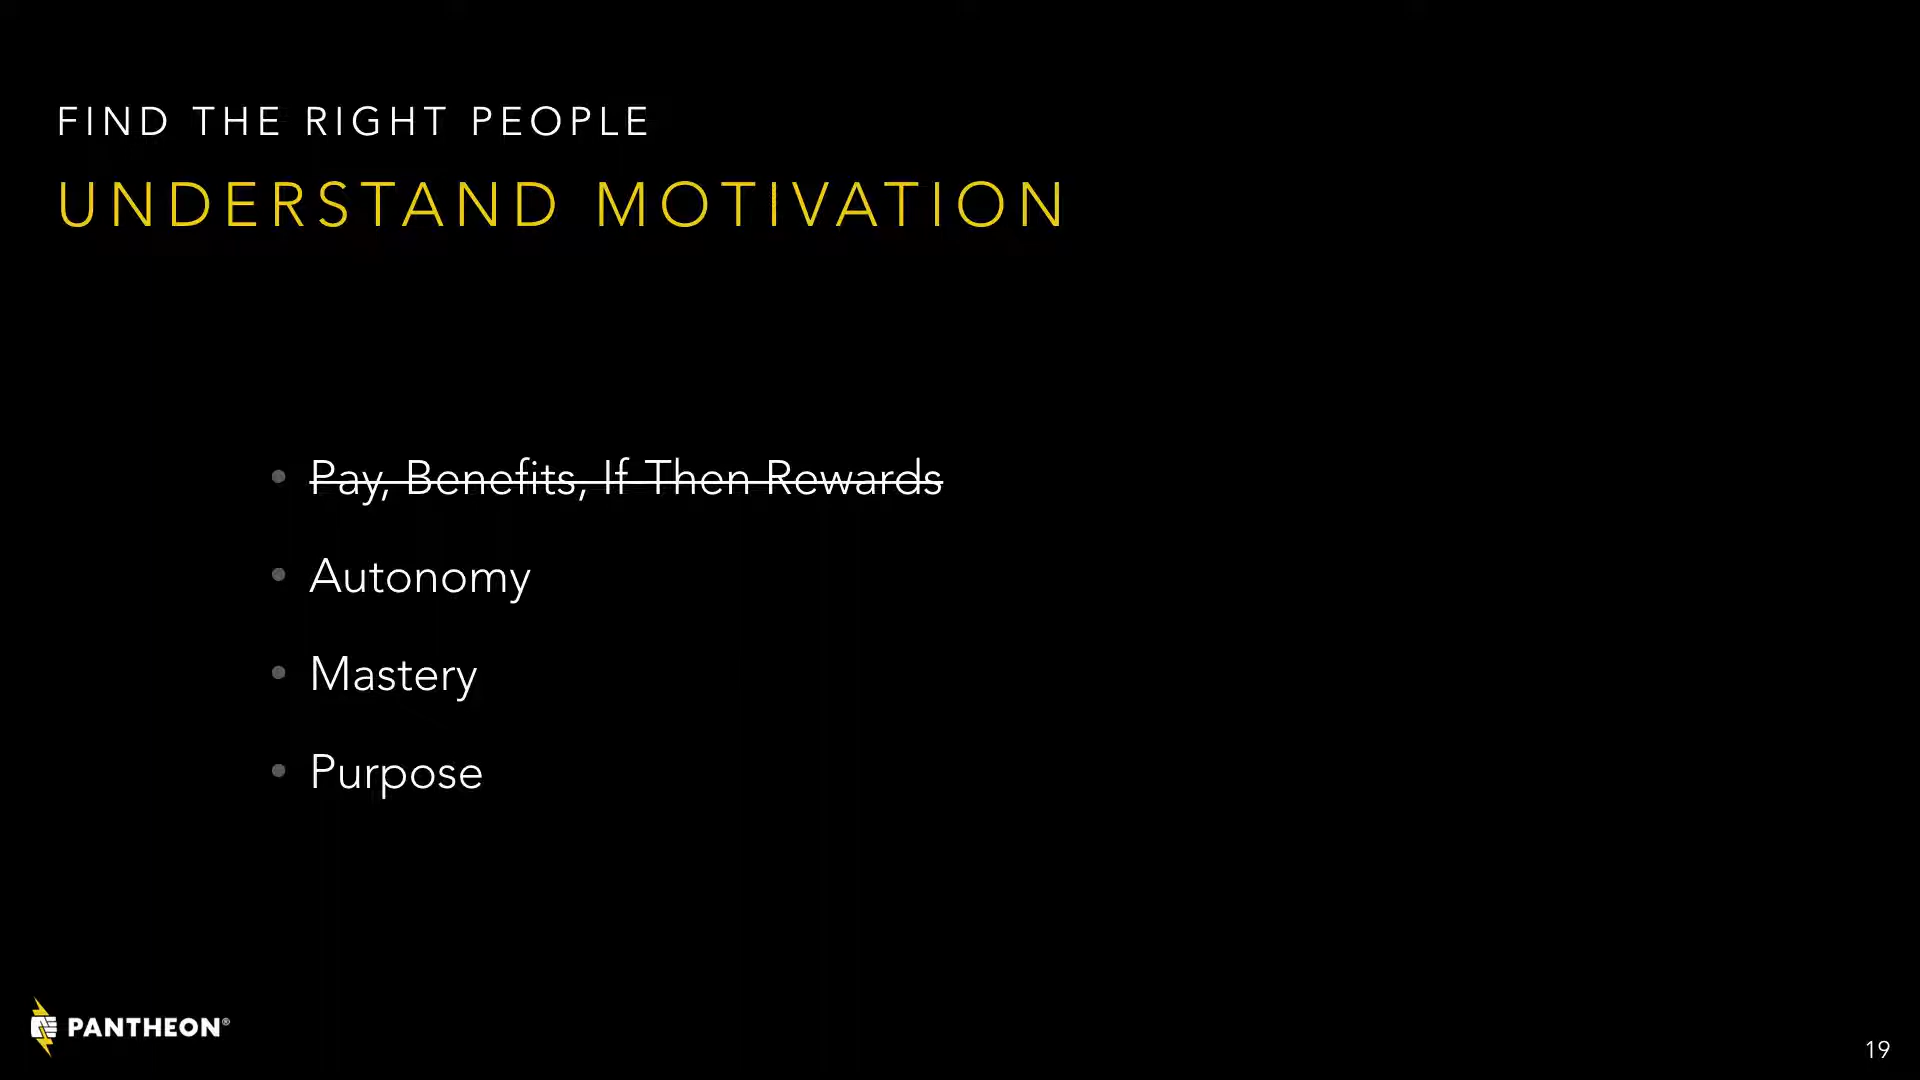 FIND THE RIGHT PEOPLE
UNDERSTAND MOTIVATION
• Pay, Benefits, If Then Rewards
• Autonomy
• Mastery
• Purpose
PANTHEON®
19